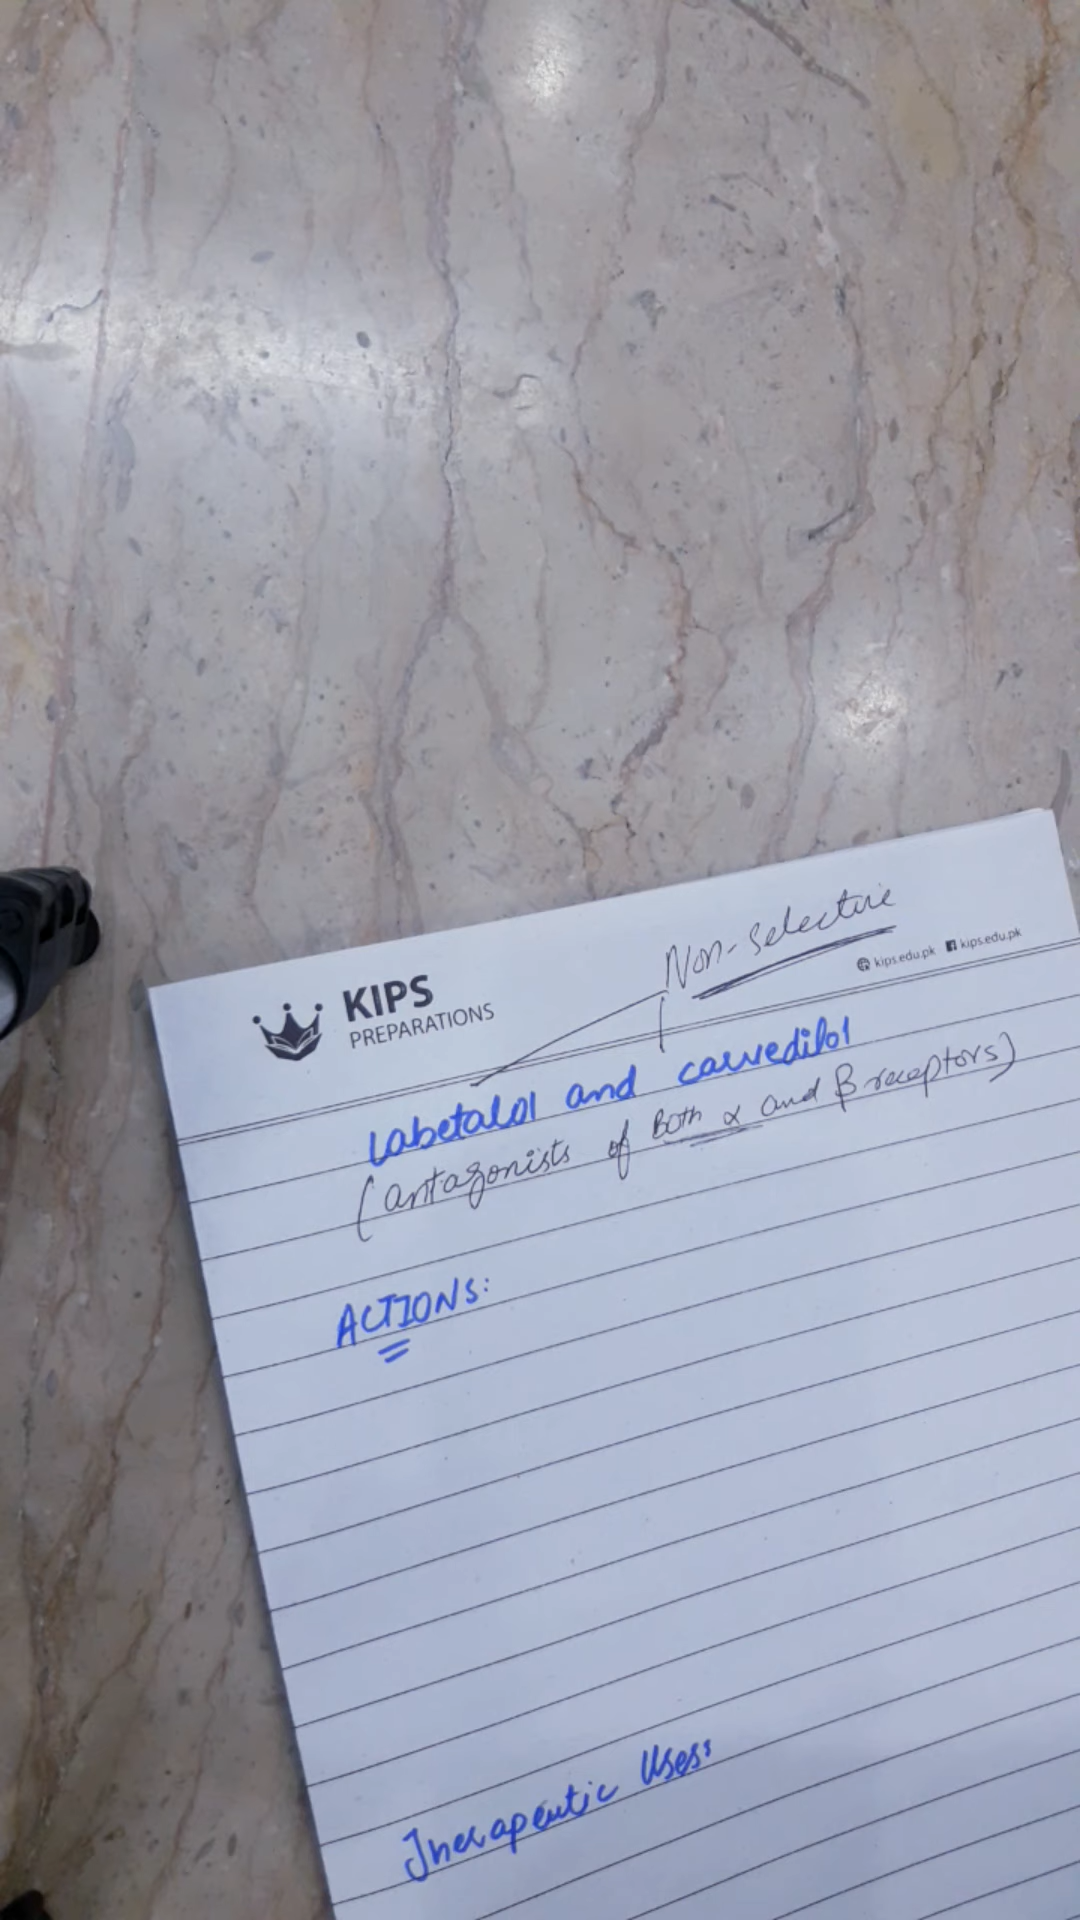 Non-selective
KIPS
PREPARATIONS
kips.edu.pk kips.edu.pk
Labetalol and carvedilol
(antagonists of Both α and β receptors)
ACTIONS:
Therapeutic Uses: